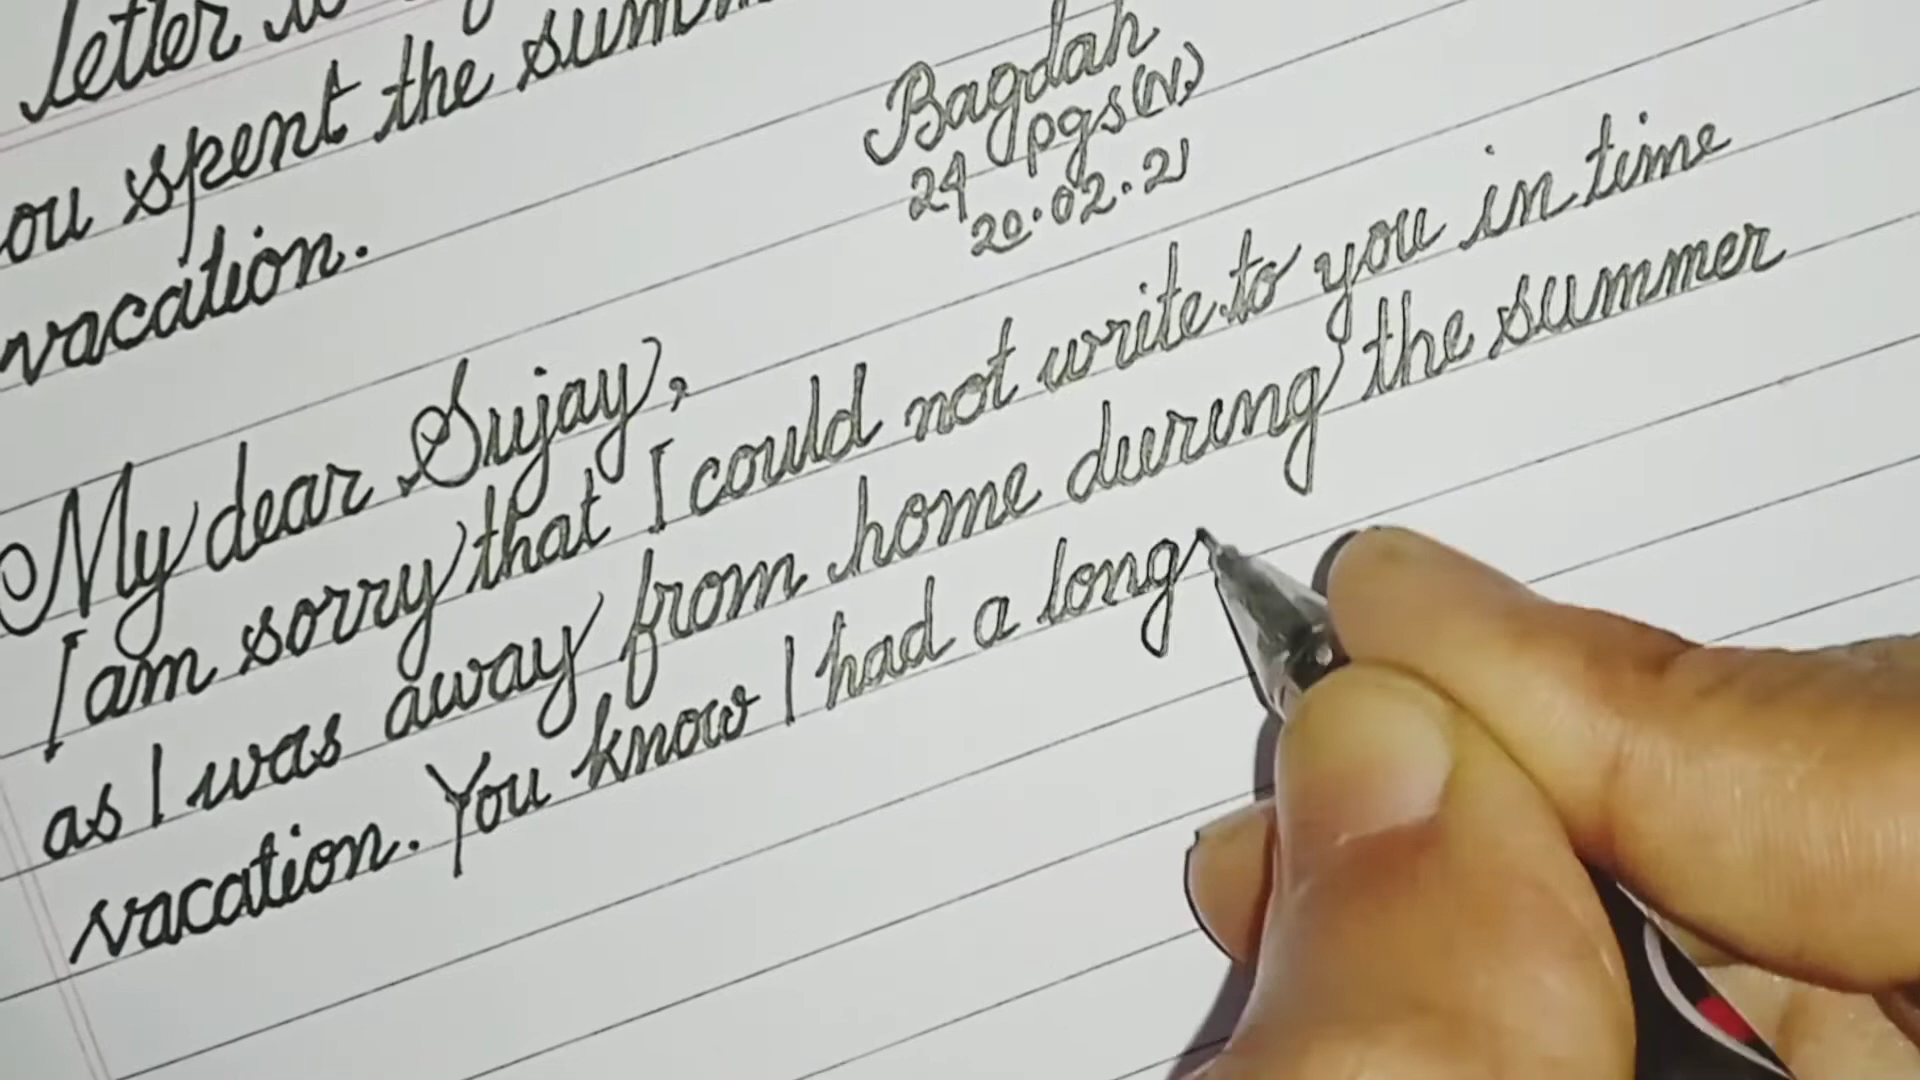 letter
ou spent the summ
vacation.
Bagdah
24 pgs(N)
20.02.21
My dear Sujay,
I am sorry that I could not write to you in time
as I was away from home during the summer
vacation. You know I had a long